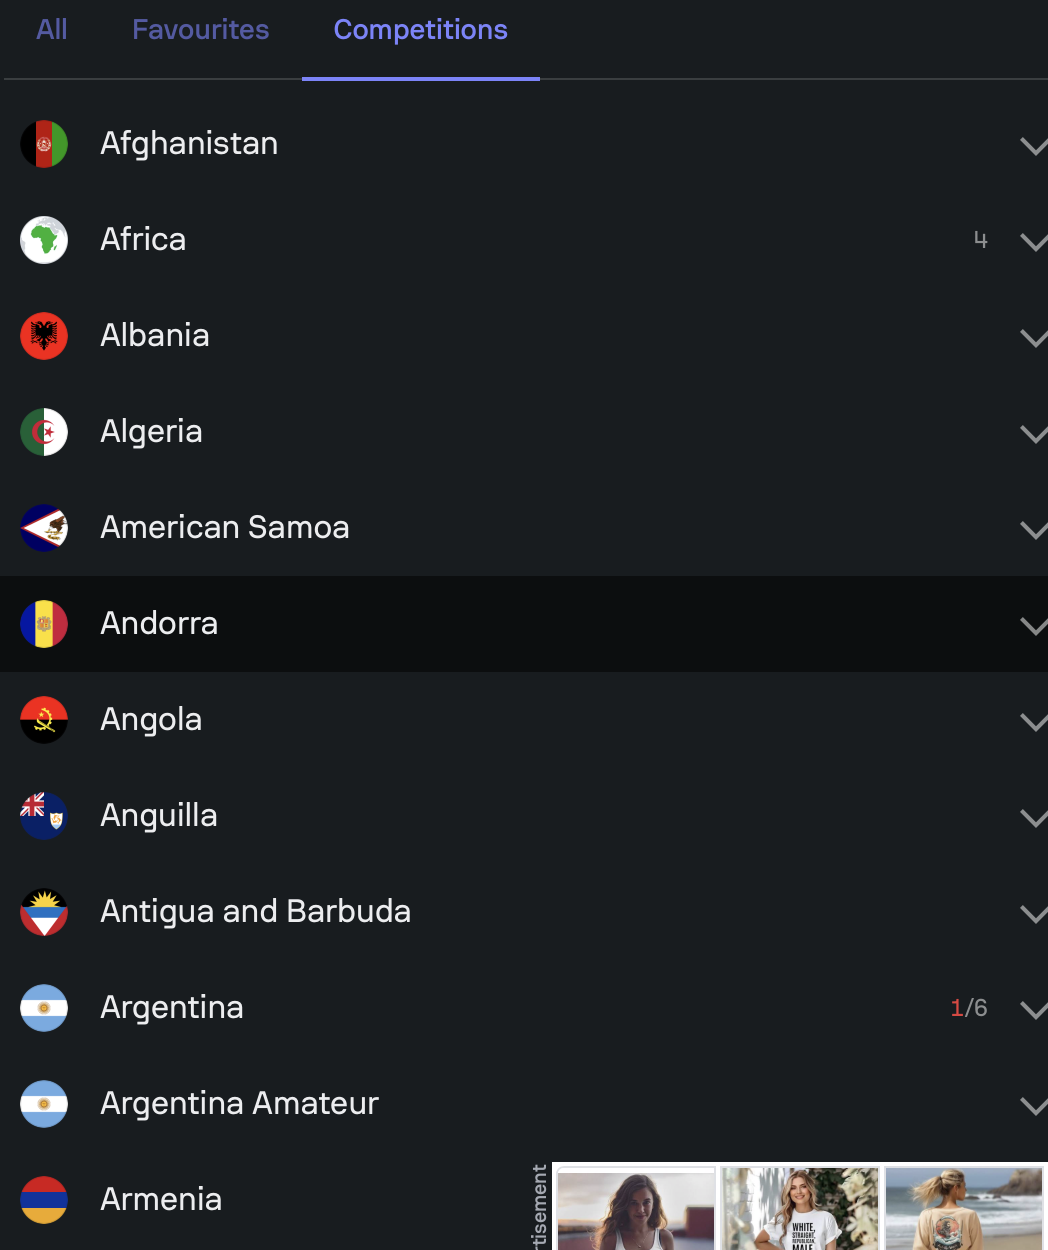 All
Favourites
Competitions
Afghanistan
Africa
4
Albania
Algeria
American Samoa
Andorra
Angola
Anguilla
Antigua and Barbuda
Argentina
1/6
Argentina Amateur
Armenia
rtisement
WHITE,
STRAIGHT,
REPUBLICAN,
MALE